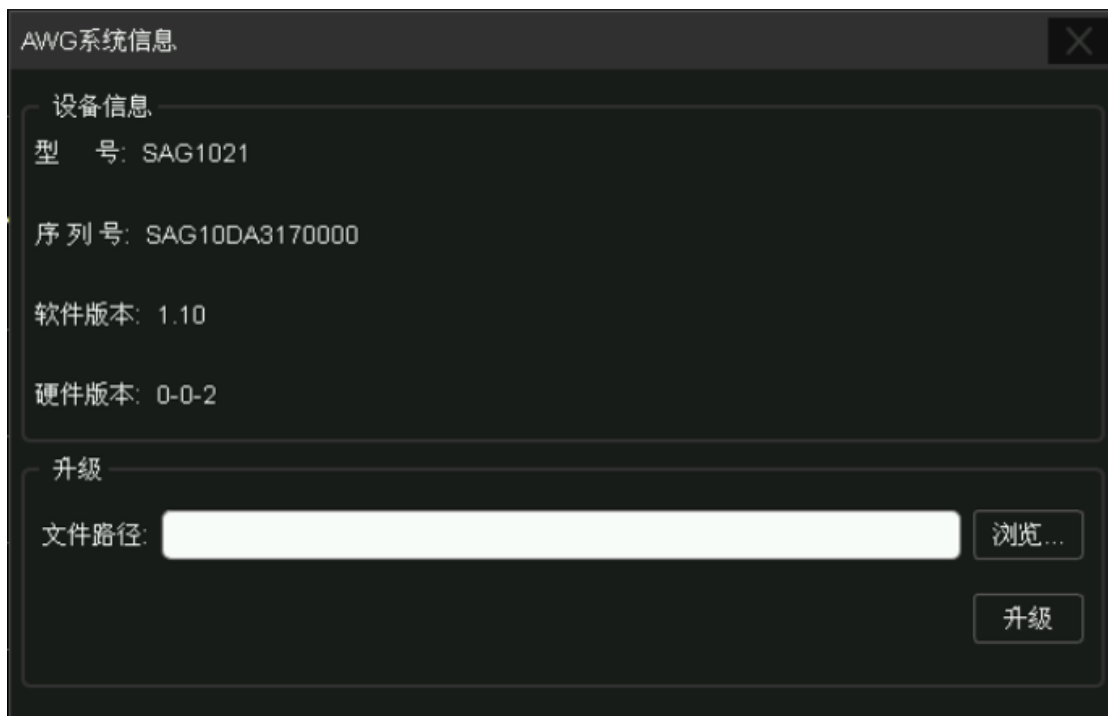 AWG系统信息
设备信息
型 号: SAG1021
序 列 号: SAG10DA3170000
软件版本: 1.10
硬件版本: 0-0-2
升级
文件路径: 浏览...
升级